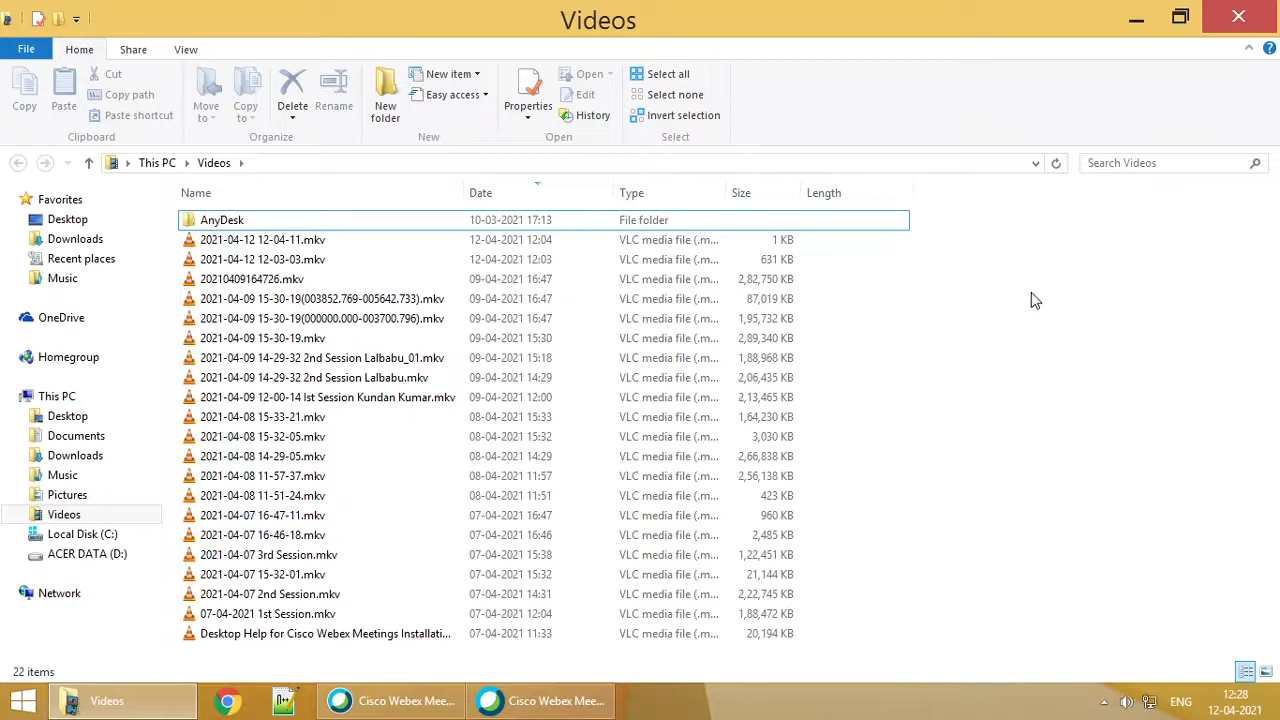 Videos
File Home Share View
Copy
Paste
Cut
Copy path
Paste shortcut
Clipboard
Move to
Copy to
Delete
Rename
Organize
New folder
New item
Easy access
New
Properties
Open
Edit
History
Open
Select all
Select none
Invert selection
Select
This PC Videos
Search Videos
Favorites
Desktop
Downloads
Recent places
Music
OneDrive
Homegroup
This PC
Desktop
Documents
Downloads
Music
Pictures
Videos
Local Disk (C:)
ACER DATA (D:)
Network
Name Date Type Size Length
AnyDesk 10-03-2021 17:13 File folder
2021-04-12 12-04-11.mkv 12-04-2021 12:04 VLC media file (.m... 1 KB
2021-04-12 12-03-03.mkv 12-04-2021 12:03 VLC media file (.m... 631 KB
20210409164726.mkv 09-04-2021 16:47 VLC media file (.m... 2,82,750 KB
2021-04-09 15-30-19(003852.769-005642.733).mkv 09-04-2021 16:47 VLC media file (.m... 87,019 KB
2021-04-09 15-30-19(000000.000-003700.796).mkv 09-04-2021 16:47 VLC media file (.m... 1,95,732 KB
2021-04-09 15-30-19.mkv 09-04-2021 15:30 VLC media file (.m... 2,89,340 KB
2021-04-09 14-29-32 2nd Session Lalbabu_01.mkv 09-04-2021 15:18 VLC media file (.m... 1,88,968 KB
2021-04-09 14-29-32 2nd Session Lalbabu.mkv 09-04-2021 14:29 VLC media file (.m... 2,06,435 KB
2021-04-09 12-00-14 Ist Session Kundan Kumar.mkv 09-04-2021 12:00 VLC media file (.m... 2,13,465 KB
2021-04-08 15-33-21.mkv 08-04-2021 15:33 VLC media file (.m... 1,64,230 KB
2021-04-08 15-32-05.mkv 08-04-2021 15:32 VLC media file (.m... 3,030 KB
2021-04-08 14-29-05.mkv 08-04-2021 14:29 VLC media file (.m... 2,66,838 KB
2021-04-08 11-57-37.mkv 08-04-2021 11:57 VLC media file (.m... 2,56,138 KB
2021-04-08 11-51-24.mkv 08-04-2021 11:51 VLC media file (.m... 423 KB
2021-04-07 16-47-11.mkv 07-04-2021 16:47 VLC media file (.m... 960 KB
2021-04-07 16-46-18.mkv 07-04-2021 16:46 VLC media file (.m... 2,485 KB
2021-04-07 3rd Session.mkv 07-04-2021 15:38 VLC media file (.m... 1,22,451 KB
2021-04-07 15-32-01.mkv 07-04-2021 15:32 VLC media file (.m... 21,144 KB
2021-04-07 2nd Session.mkv 07-04-2021 14:31 VLC media file (.m... 2,22,745 KB
07-04-2021 1st Session.mkv 07-04-2021 12:04 VLC media file (.m... 1,88,472 KB
Desktop Help for Cisco Webex Meetings Installati... 07-04-2021 11:33 VLC media file (.m... 20,194 KB
22 items
Videos
Cisco Webex Mee...
Cisco Webex Mee...
ENG
12:28
12-04-2021